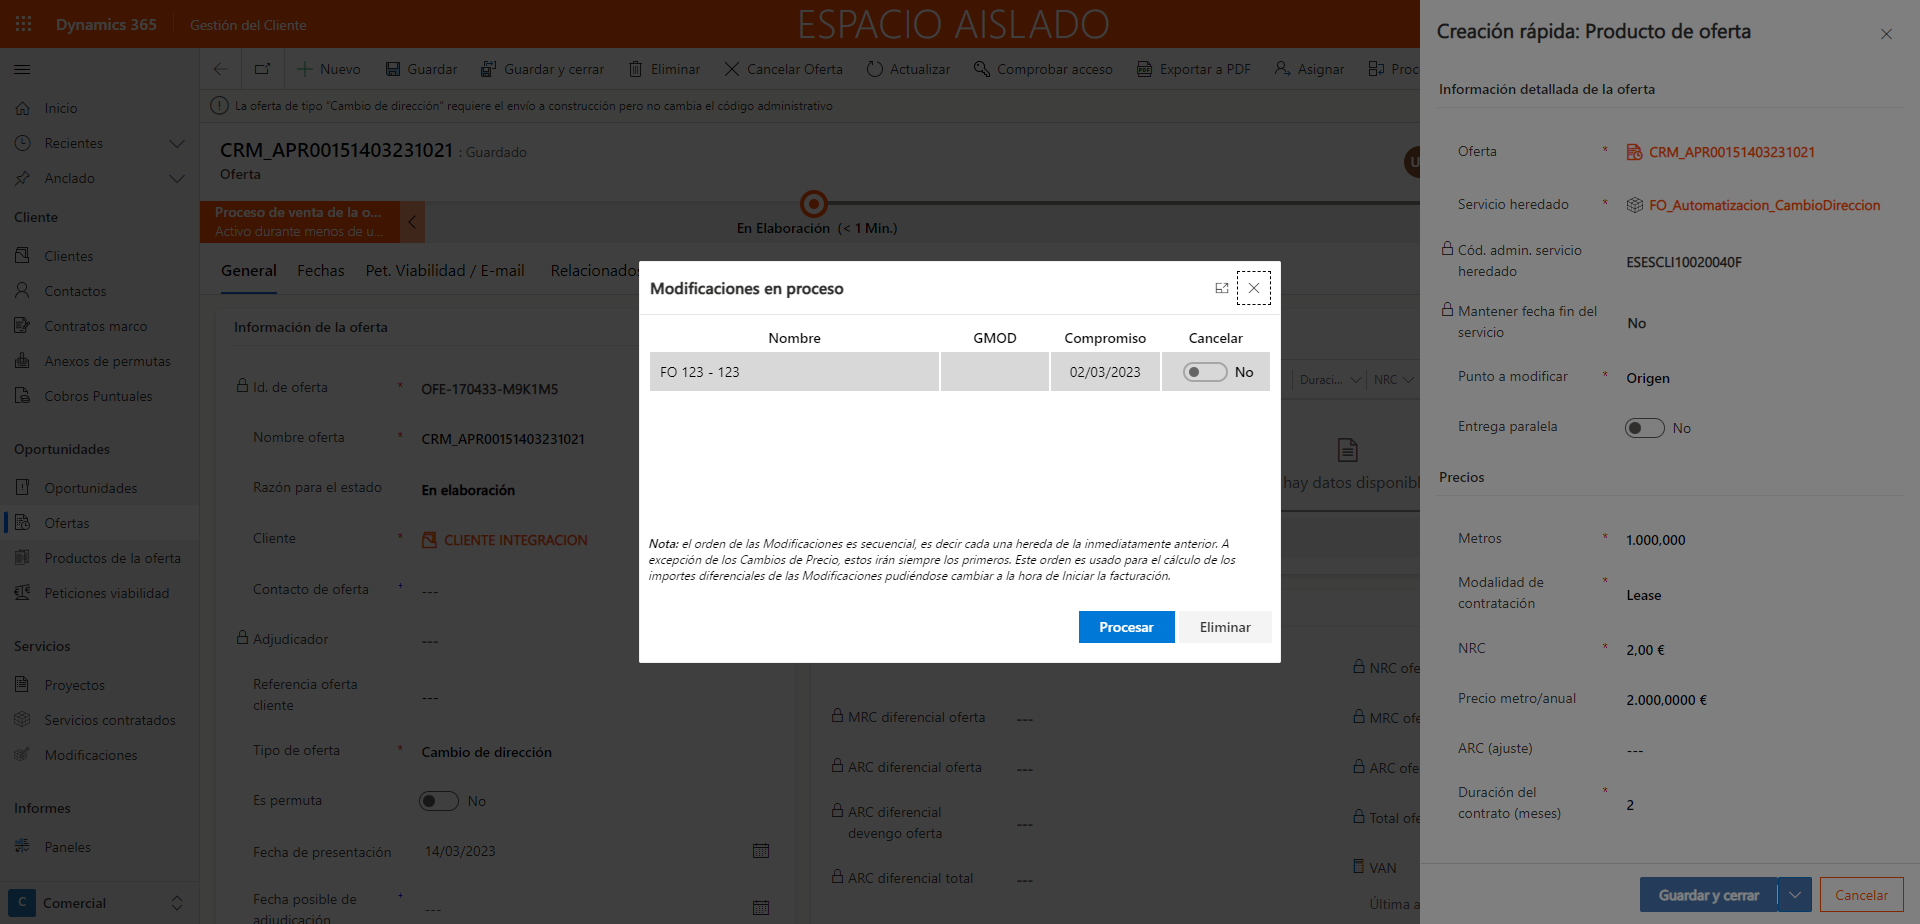 Dynamics 365
Gestión del Cliente
ESPACIO AISLADO
Nuevo
Guardar
Guardar y cerrar
Eliminar
Cancelar Oferta
Actualizar
Comprobar acceso
Exportar a PDF
Asignar
Proc
La oferta de tipo "Cambio de dirección" requiere el envío a construcción pero no cambia el código administrativo
Inicio
Recientes
Anclado
Cliente
Clientes
Contactos
Contratos marco
Anexos de permutas
Cobros Puntuales
Oportunidades
Oportunidades
Ofertas
Productos de la oferta
Peticiones viabilidad
Servicios
Proyectos
Servicios contratados
Modificaciones
Informes
Paneles
C Comercial
CRM_APR00151403231021 : Guardado
Oferta
U
Proceso de venta de la o...
Activo durante menos de u...
En Elaboración (< 1 Min.)
General
Fechas
Pet. Viabilidad / E-mail
Relacionados
Información de la oferta
Id. de oferta * OFE-170433-M9K1M5
Nombre oferta * CRM_APR00151403231021
Razón para el estado En elaboración
Cliente * CLIENTE INTEGRACION
Contacto de oferta + ---
Adjudicador ---
Referencia oferta
cliente ---
Tipo de oferta * Cambio de dirección
Es permuta No
Fecha de presentación 14/03/2023
Fecha posible de + ---
adjudicación
Duraci...
NRC
hay datos disponibl
MRC diferencial oferta ---
ARC diferencial oferta ---
ARC diferencial
devengo oferta ---
ARC diferencial total ---
NRC ofe
MRC ofe
ARC ofe
Total ofe
VAN
Última a
Modificaciones en proceso
Nombre GMOD Compromiso Cancelar
FO 123 - 123 02/03/2023 No
Nota: el orden de las Modificaciones es secuencial, es decir cada una hereda de la inmediatamente anterior. A
excepción de los Cambios de Precio, estos irán siempre los primeros. Este orden es usado para el cálculo de los
importes diferenciales de las Modificaciones pudiéndose cambiar a la hora de Iniciar la facturación.
Procesar
Eliminar
Creación rápida: Producto de oferta
Información detallada de la oferta
Oferta * CRM_APR00151403231021
Servicio heredado * FO_Automatizacion_CambioDireccion
Cód. admin. servicio
heredado ESESCLI10020040F
Mantener fecha fin del
servicio No
Punto a modificar * Origen
Entrega paralela No
Precios
Metros * 1.000,000
Modalidad de *
contratación Lease
NRC * 2,00 €
Precio metro/anual 2.000,0000 €
ARC (ajuste) ---
Duración del *
contrato (meses) 2
Guardar y cerrar
Cancelar